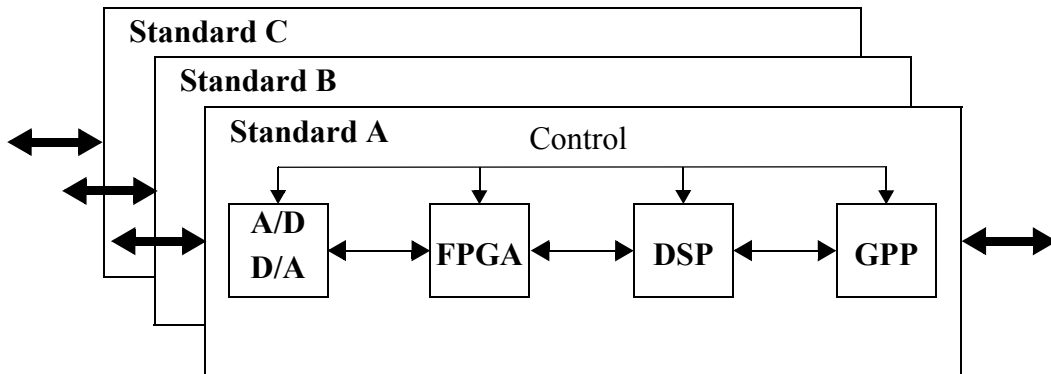 Standard C
Standard B
Standard A
Control
A/D
D/A
FPGA
DSP
GPP